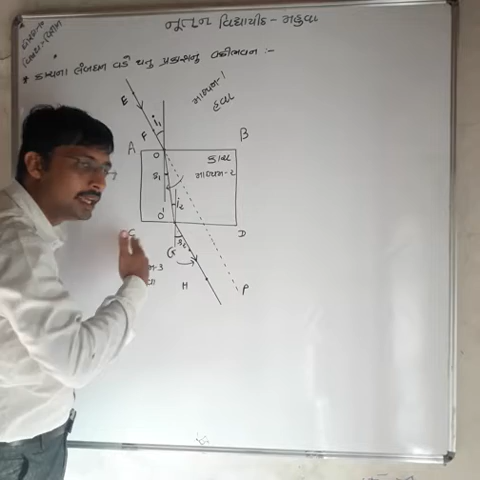 નૂતન વિદ્યાપીઠ - મહુવા
* કાચના લંબઘન વડે થતુ પ્રકાશનું વક્રીભવન :-
માધ્યમ-1
હવા
E
F
i1
A
B
O
કાચ
માધ્યમ-2
r1
O'
i2
C
D
r2
G
H
P